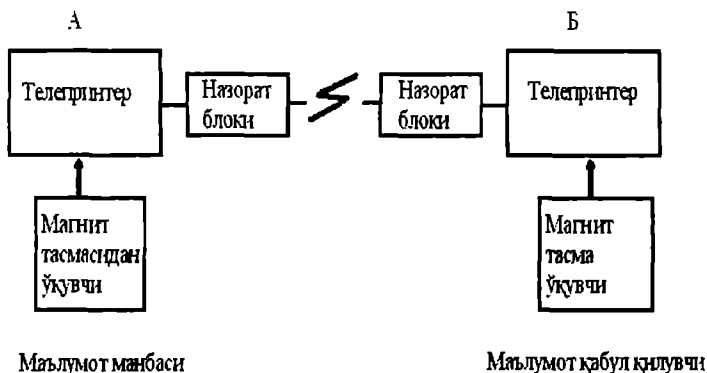 А
Б
Телепринтер
Назорат
блоки
Назорат
блоки
Телепринтер
Магнит
тасмасидан
ўқувчи
Магнит
тасма
ўқувчи
Маълумот манбаси
Маълумот қабул қилувчи